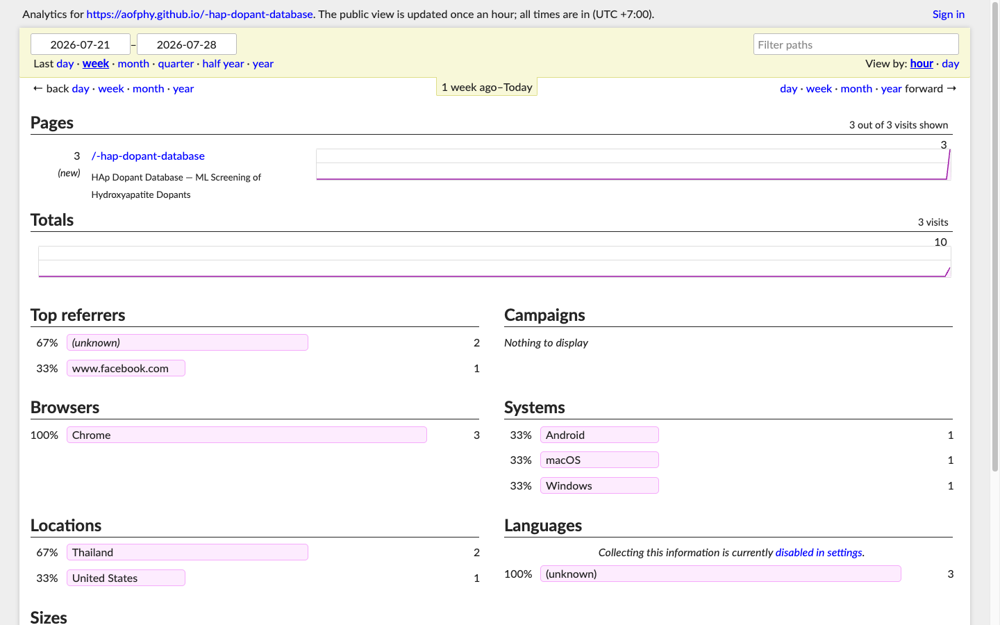 Analytics for https://aofphy.github.io/-hap-dopant-database. The public view is updated once an hour; all times are in (UTC +7:00).
Sign in
2026-07-21 – 2026-07-28
Filter paths
Last day · week · month · quarter · half year · year
View by: hour · day
← back day · week · month · year
1 week ago–Today
day · week · month · year forward →
Pages
3 out of 3 visits shown
3 /-hap-dopant-database
3
(new)
HAp Dopant Database — ML Screening of
Hydroxyapatite Dopants
Totals
3 visits
10
Top referrers
67% (unknown) 2
33% www.facebook.com 1
Campaigns
Nothing to display
Browsers
100% Chrome 3
Systems
33% Android 1
33% macOS 1
33% Windows 1
Locations
67% Thailand 2
33% United States 1
Languages
Collecting this information is currently disabled in settings.
100% (unknown) 3
Sizes